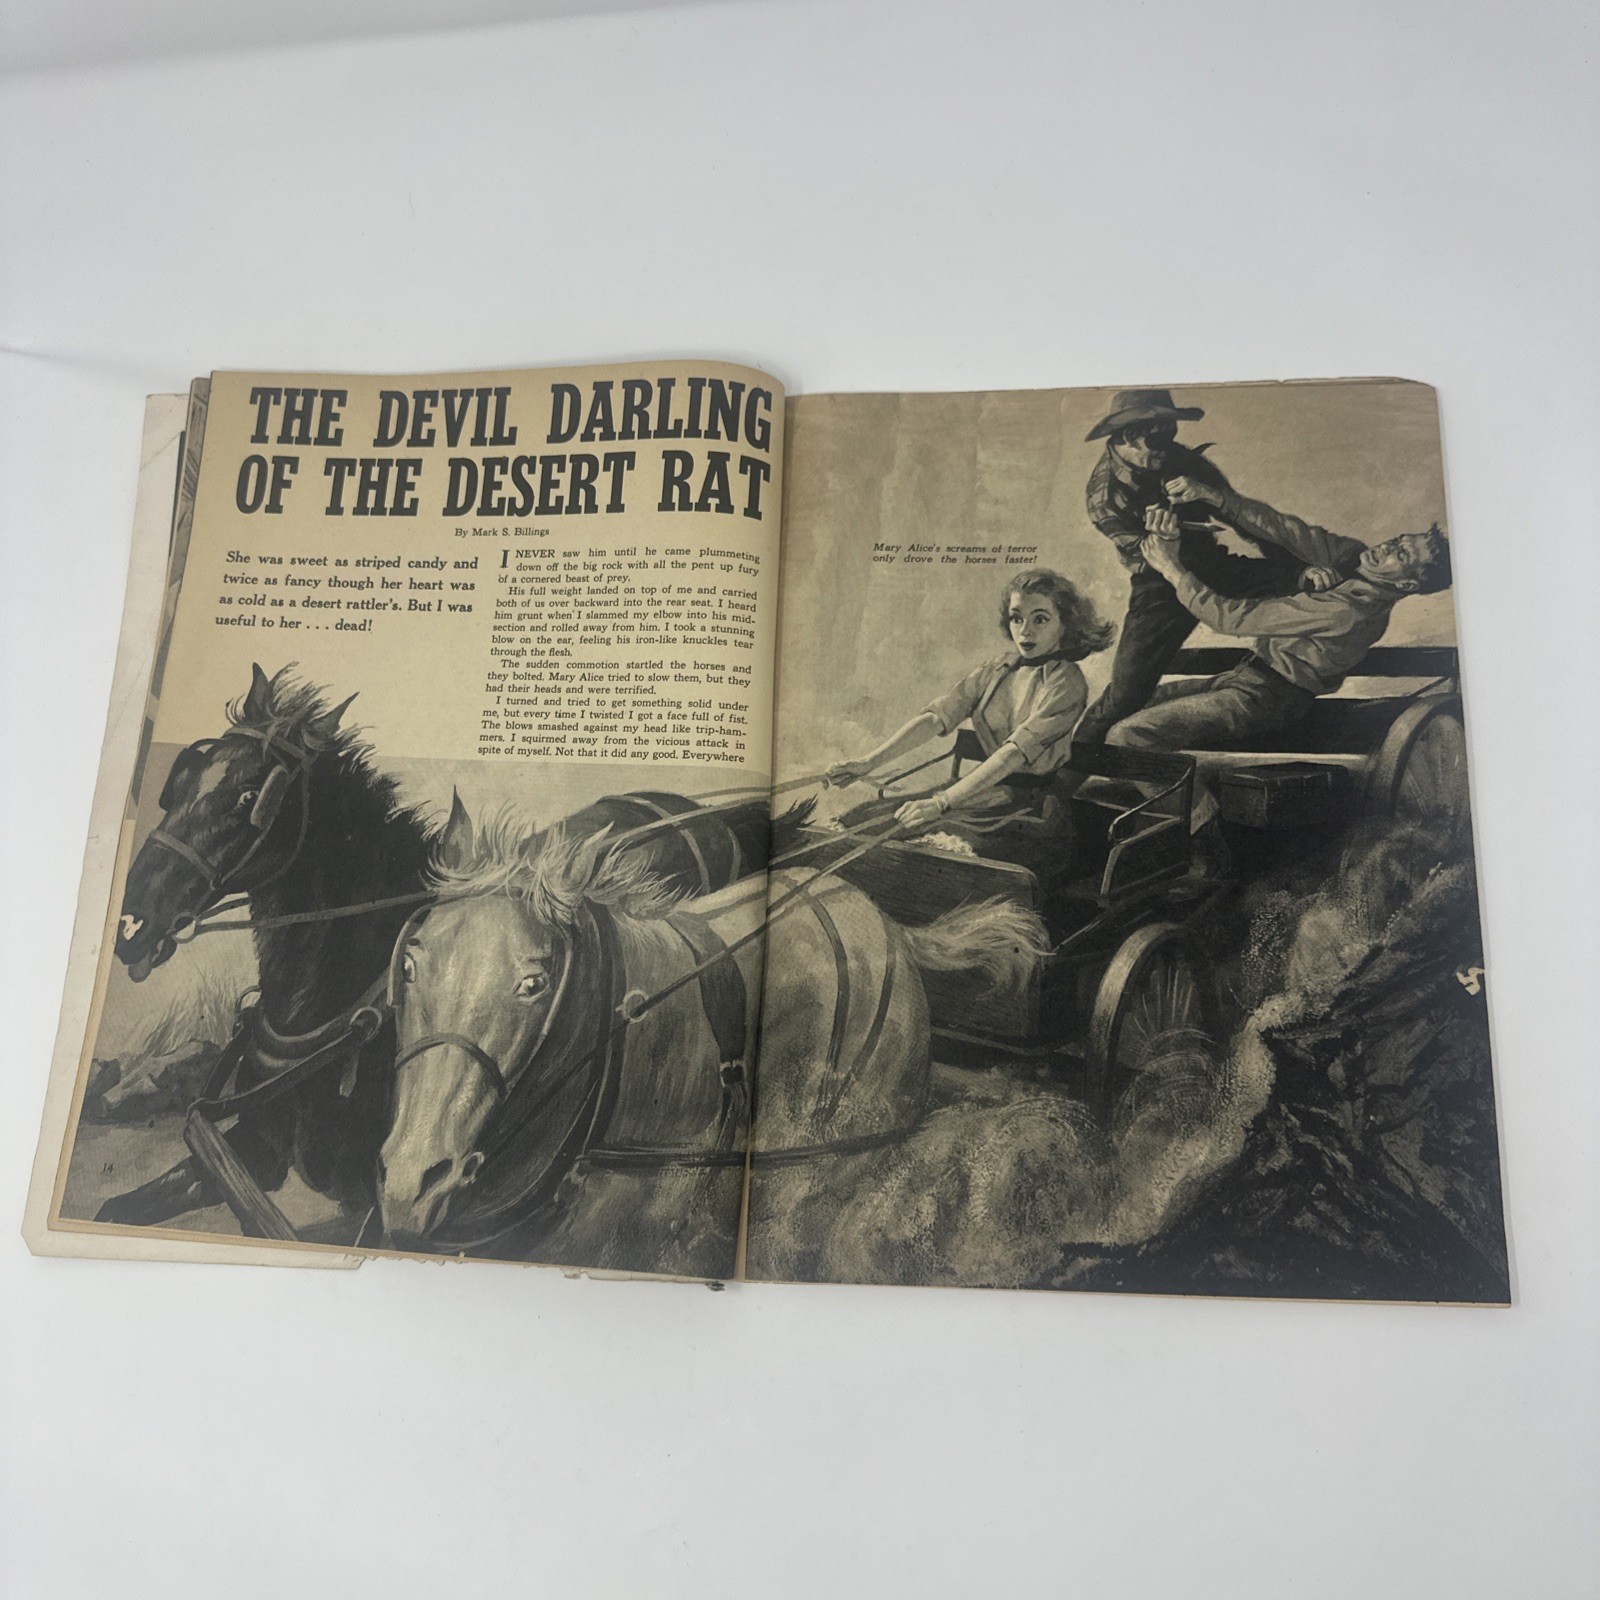 THE DEVIL DARLING
OF THE DESERT RAT
By Mark S. Billings
She was sweet as striped candy and
twice as fancy though her heart was
as cold as a desert rattler's. But I was
useful to her . . . dead!
I NEVER saw him until he came plummeting
down off the big rock with all the pent up fury
of a cornered beast of prey.
His full weight landed on top of me and carried
both of us over backward into the rear seat. I heard
him grunt when I slammed my elbow into his mid-
section and rolled away from him. I took a stunning
blow on the ear, feeling his iron-like knuckles tear
through the flesh.
The sudden commotion startled the horses and
they bolted. Mary Alice tried to slow them, but they
had their heads and were terrified.
I turned and tried to get something solid under
me, but every time I twisted I got a face full of fist.
The blows smashed against my head like trip-ham-
mers. I squirmed away from the vicious attack in
spite of myself. Not that it did any good. Everywhere
14
Mary Alice's screams of terror
only drove the horses faster!